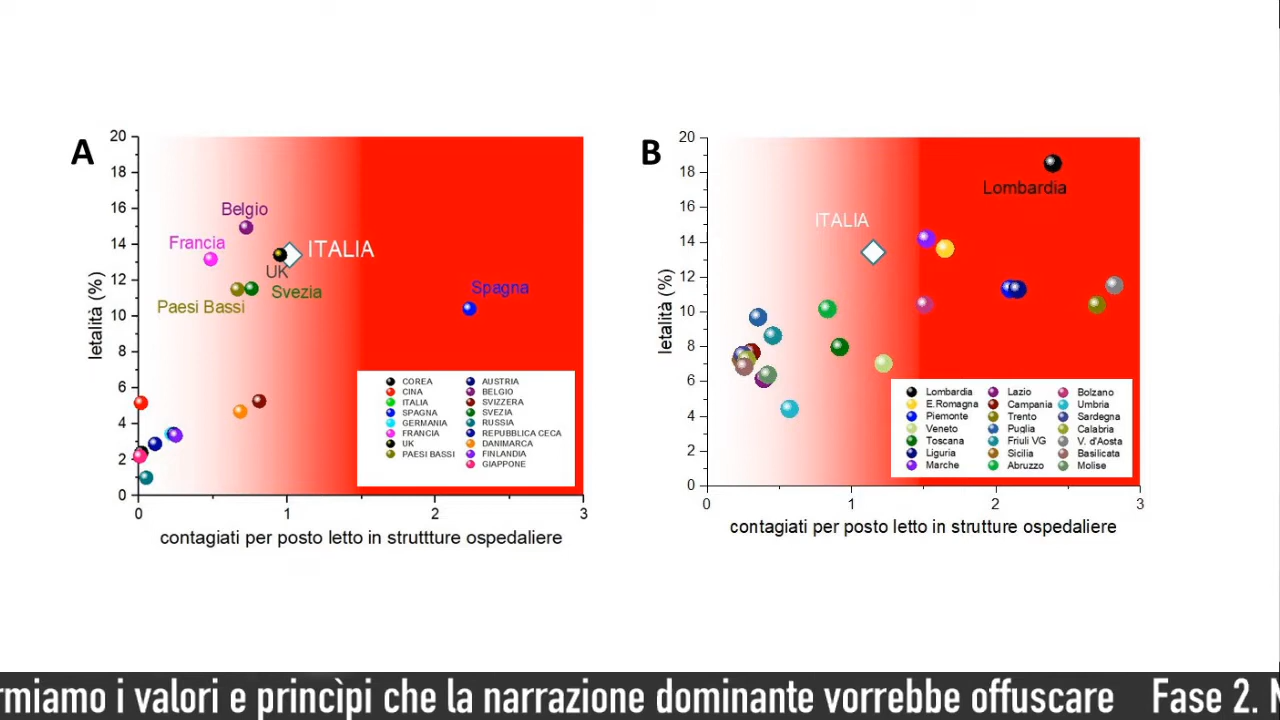 A
20
18
16
14
12
10
8
6
4
2
0
letalità (%)
Belgio
Francia
ITALIA
UK
Svezia
Paesi Bassi
Spagna
COREA
CINA
ITALIA
SPAGNA
GERMANIA
FRANCIA
UK
PAESI BASSI
AUSTRIA
BELGIO
SVIZZERA
SVEZIA
RUSSIA
REPUBBLICA CECA
DANIMARCA
FINLANDIA
GIAPPONE
0 1 2 3
contagiati per posto letto in struttture ospedaliere
B
20
18
16
14
12
10
8
6
4
2
0
letalità (%)
Lombardia
ITALIA
Lombardia
E.Romagna
Piemonte
Veneto
Toscana
Liguria
Marche
Lazio
Campania
Trento
Puglia
Friuli VG
Sicilia
Abruzzo
Bolzano
Umbria
Sardegna
Calabria
V. d'Aosta
Basilicata
Molise
0 1 2 3
contagiati per posto letto in strutture ospedaliere
rmiamo i valori e princìpi che la narrazione dominante vorrebbe offuscare Fase 2. N